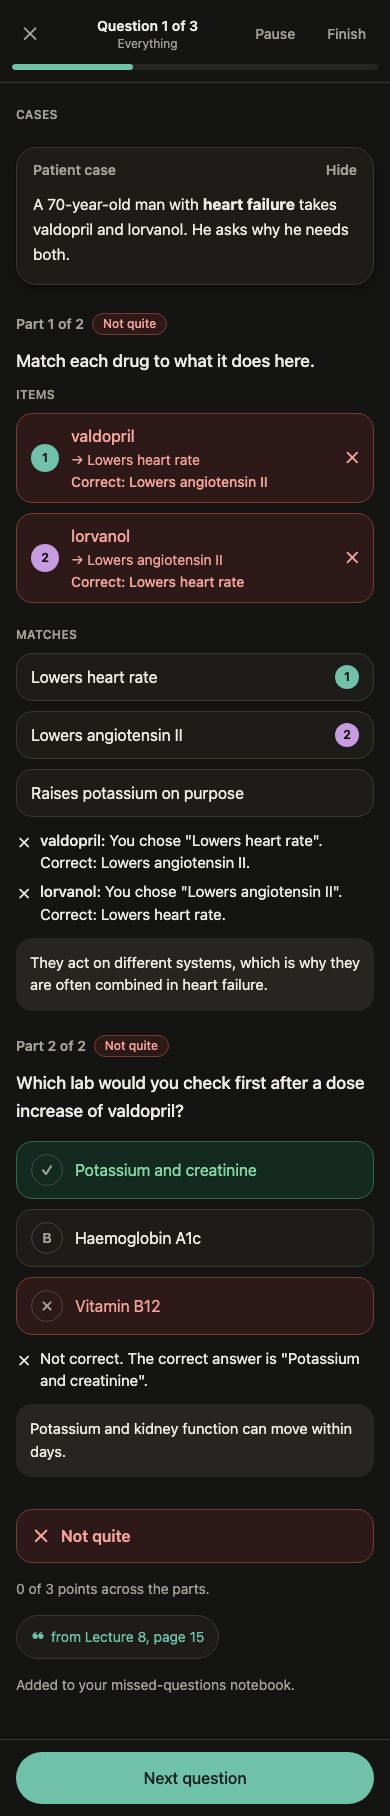 Question 1 of 3
Everything
Pause
Finish
CASES
Patient case
Hide
A 70-year-old man with heart failure takes
valdopril and lorvanol. He asks why he needs
both.
Part 1 of 2
Not quite
Match each drug to what it does here.
ITEMS
1
valdopril
→ Lowers heart rate
Correct: Lowers angiotensin II
2
lorvanol
→ Lowers angiotensin II
Correct: Lowers heart rate
MATCHES
Lowers heart rate
1
Lowers angiotensin II
2
Raises potassium on purpose
valdopril: You chose "Lowers heart rate".
Correct: Lowers angiotensin II.
lorvanol: You chose "Lowers angiotensin II".
Correct: Lowers heart rate.
They act on different systems, which is why they
are often combined in heart failure.
Part 2 of 2
Not quite
Which lab would you check first after a dose
increase of valdopril?
Potassium and creatinine
B
Haemoglobin A1c
Vitamin B12
Not correct. The correct answer is "Potassium
and creatinine".
Potassium and kidney function can move within
days.
Not quite
0 of 3 points across the parts.
❝ from Lecture 8, page 15
Added to your missed-questions notebook.
Next question